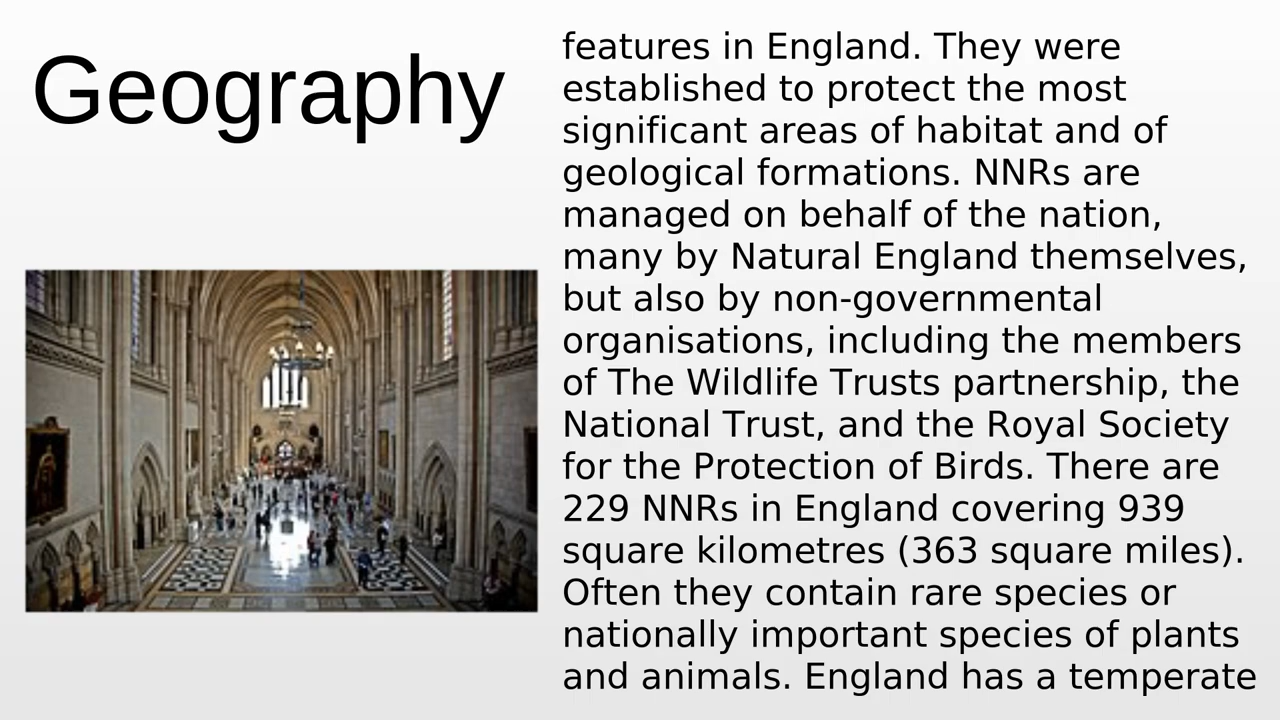 Geography
features in England. They were
established to protect the most
significant areas of habitat and of
geological formations. NNRs are
managed on behalf of the nation,
many by Natural England themselves,
but also by non-governmental
organisations, including the members
of The Wildlife Trusts partnership, the
National Trust, and the Royal Society
for the Protection of Birds. There are
229 NNRs in England covering 939
square kilometres (363 square miles).
Often they contain rare species or
nationally important species of plants
and animals. England has a temperate